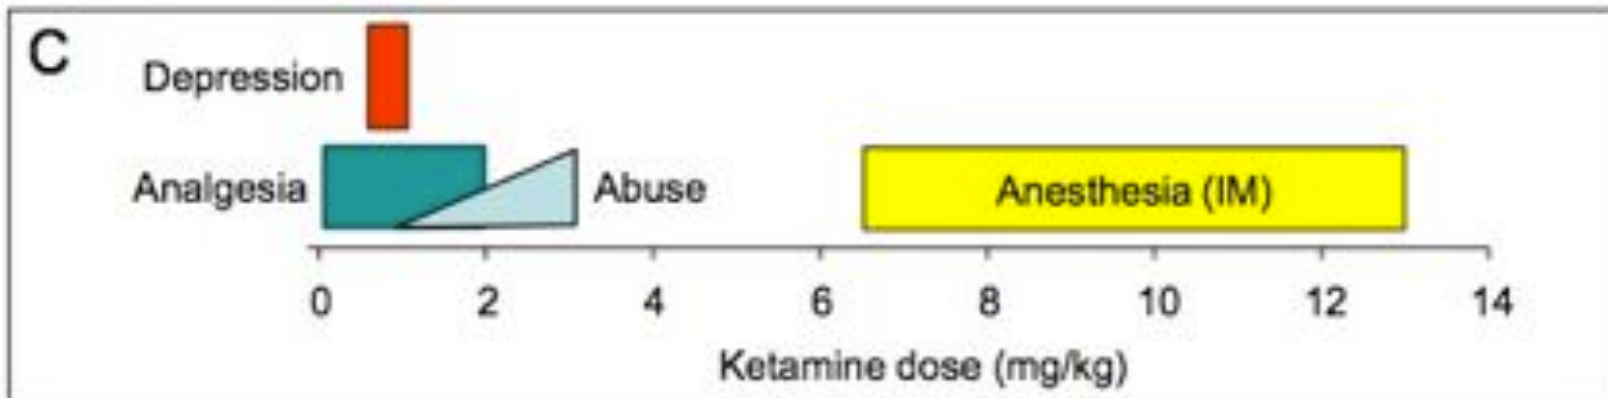 C
Depression
Analgesia
Abuse
Anesthesia (IM)
0 2 4 6 8 10 12 14
Ketamine dose (mg/kg)